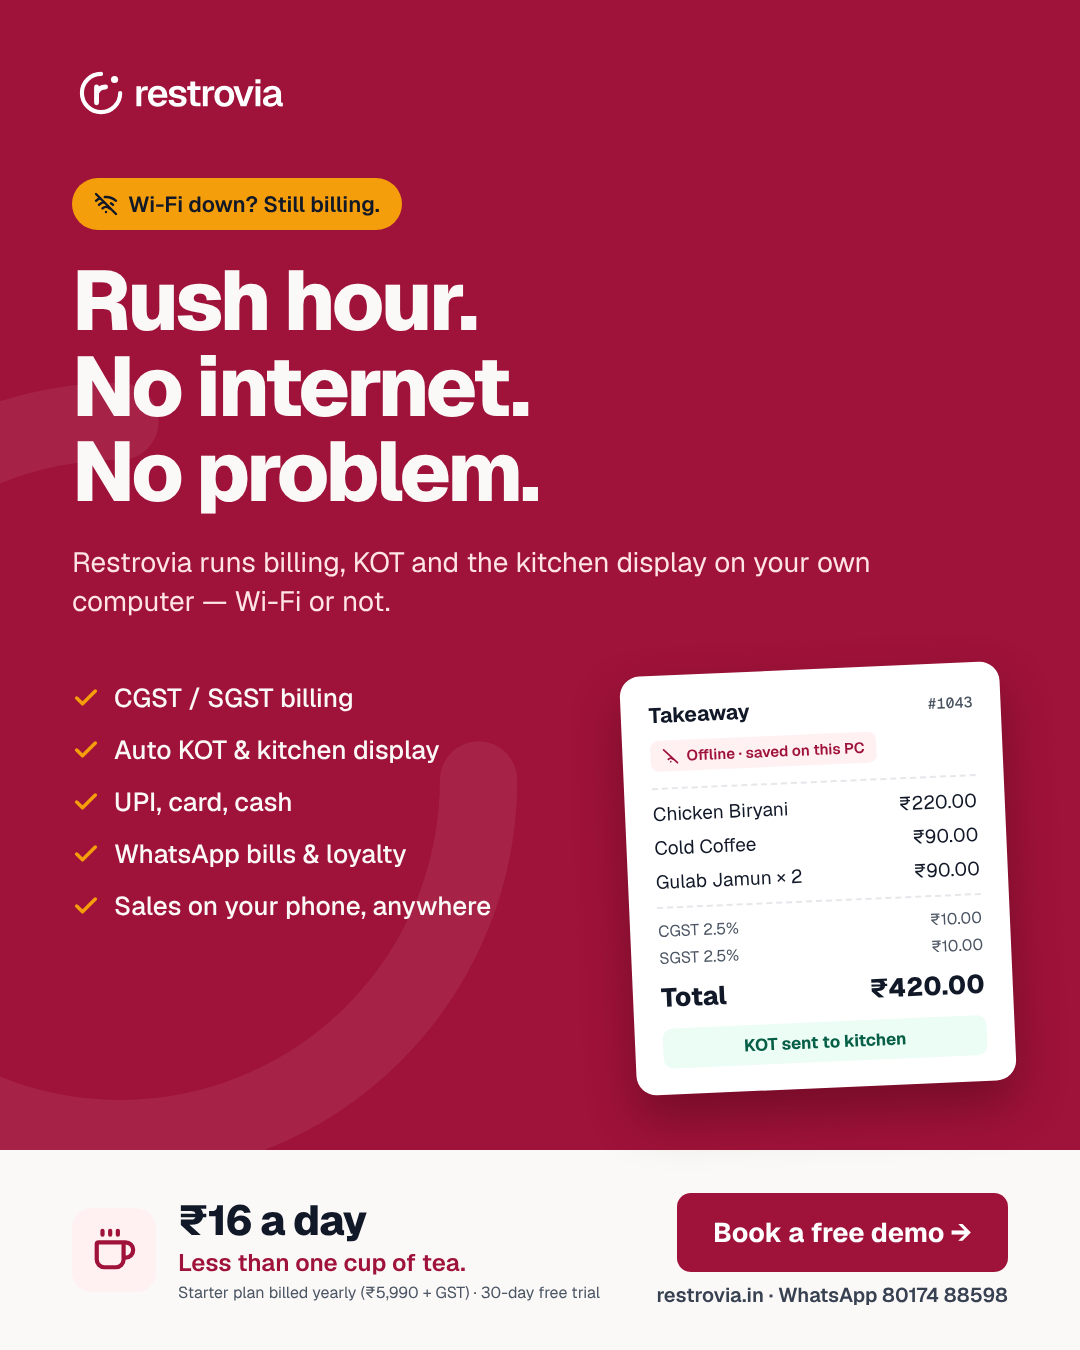 restrovia
Wi-Fi down? Still billing.
Rush hour.
No internet.
No problem.
Restrovia runs billing, KOT and the kitchen display on your own
computer — Wi-Fi or not.
CGST / SGST billing
Auto KOT & kitchen display
UPI, card, cash
WhatsApp bills & loyalty
Sales on your phone, anywhere
Takeaway #1043
Offline · saved on this PC
Chicken Biryani ₹220.00
Cold Coffee ₹90.00
Gulab Jamun × 2 ₹90.00
CGST 2.5% ₹10.00
SGST 2.5% ₹10.00
Total ₹420.00
KOT sent to kitchen
₹16 a day
Less than one cup of tea.
Starter plan billed yearly (₹5,990 + GST) · 30-day free trial
Book a free demo →
restrovia.in · WhatsApp 80174 88598